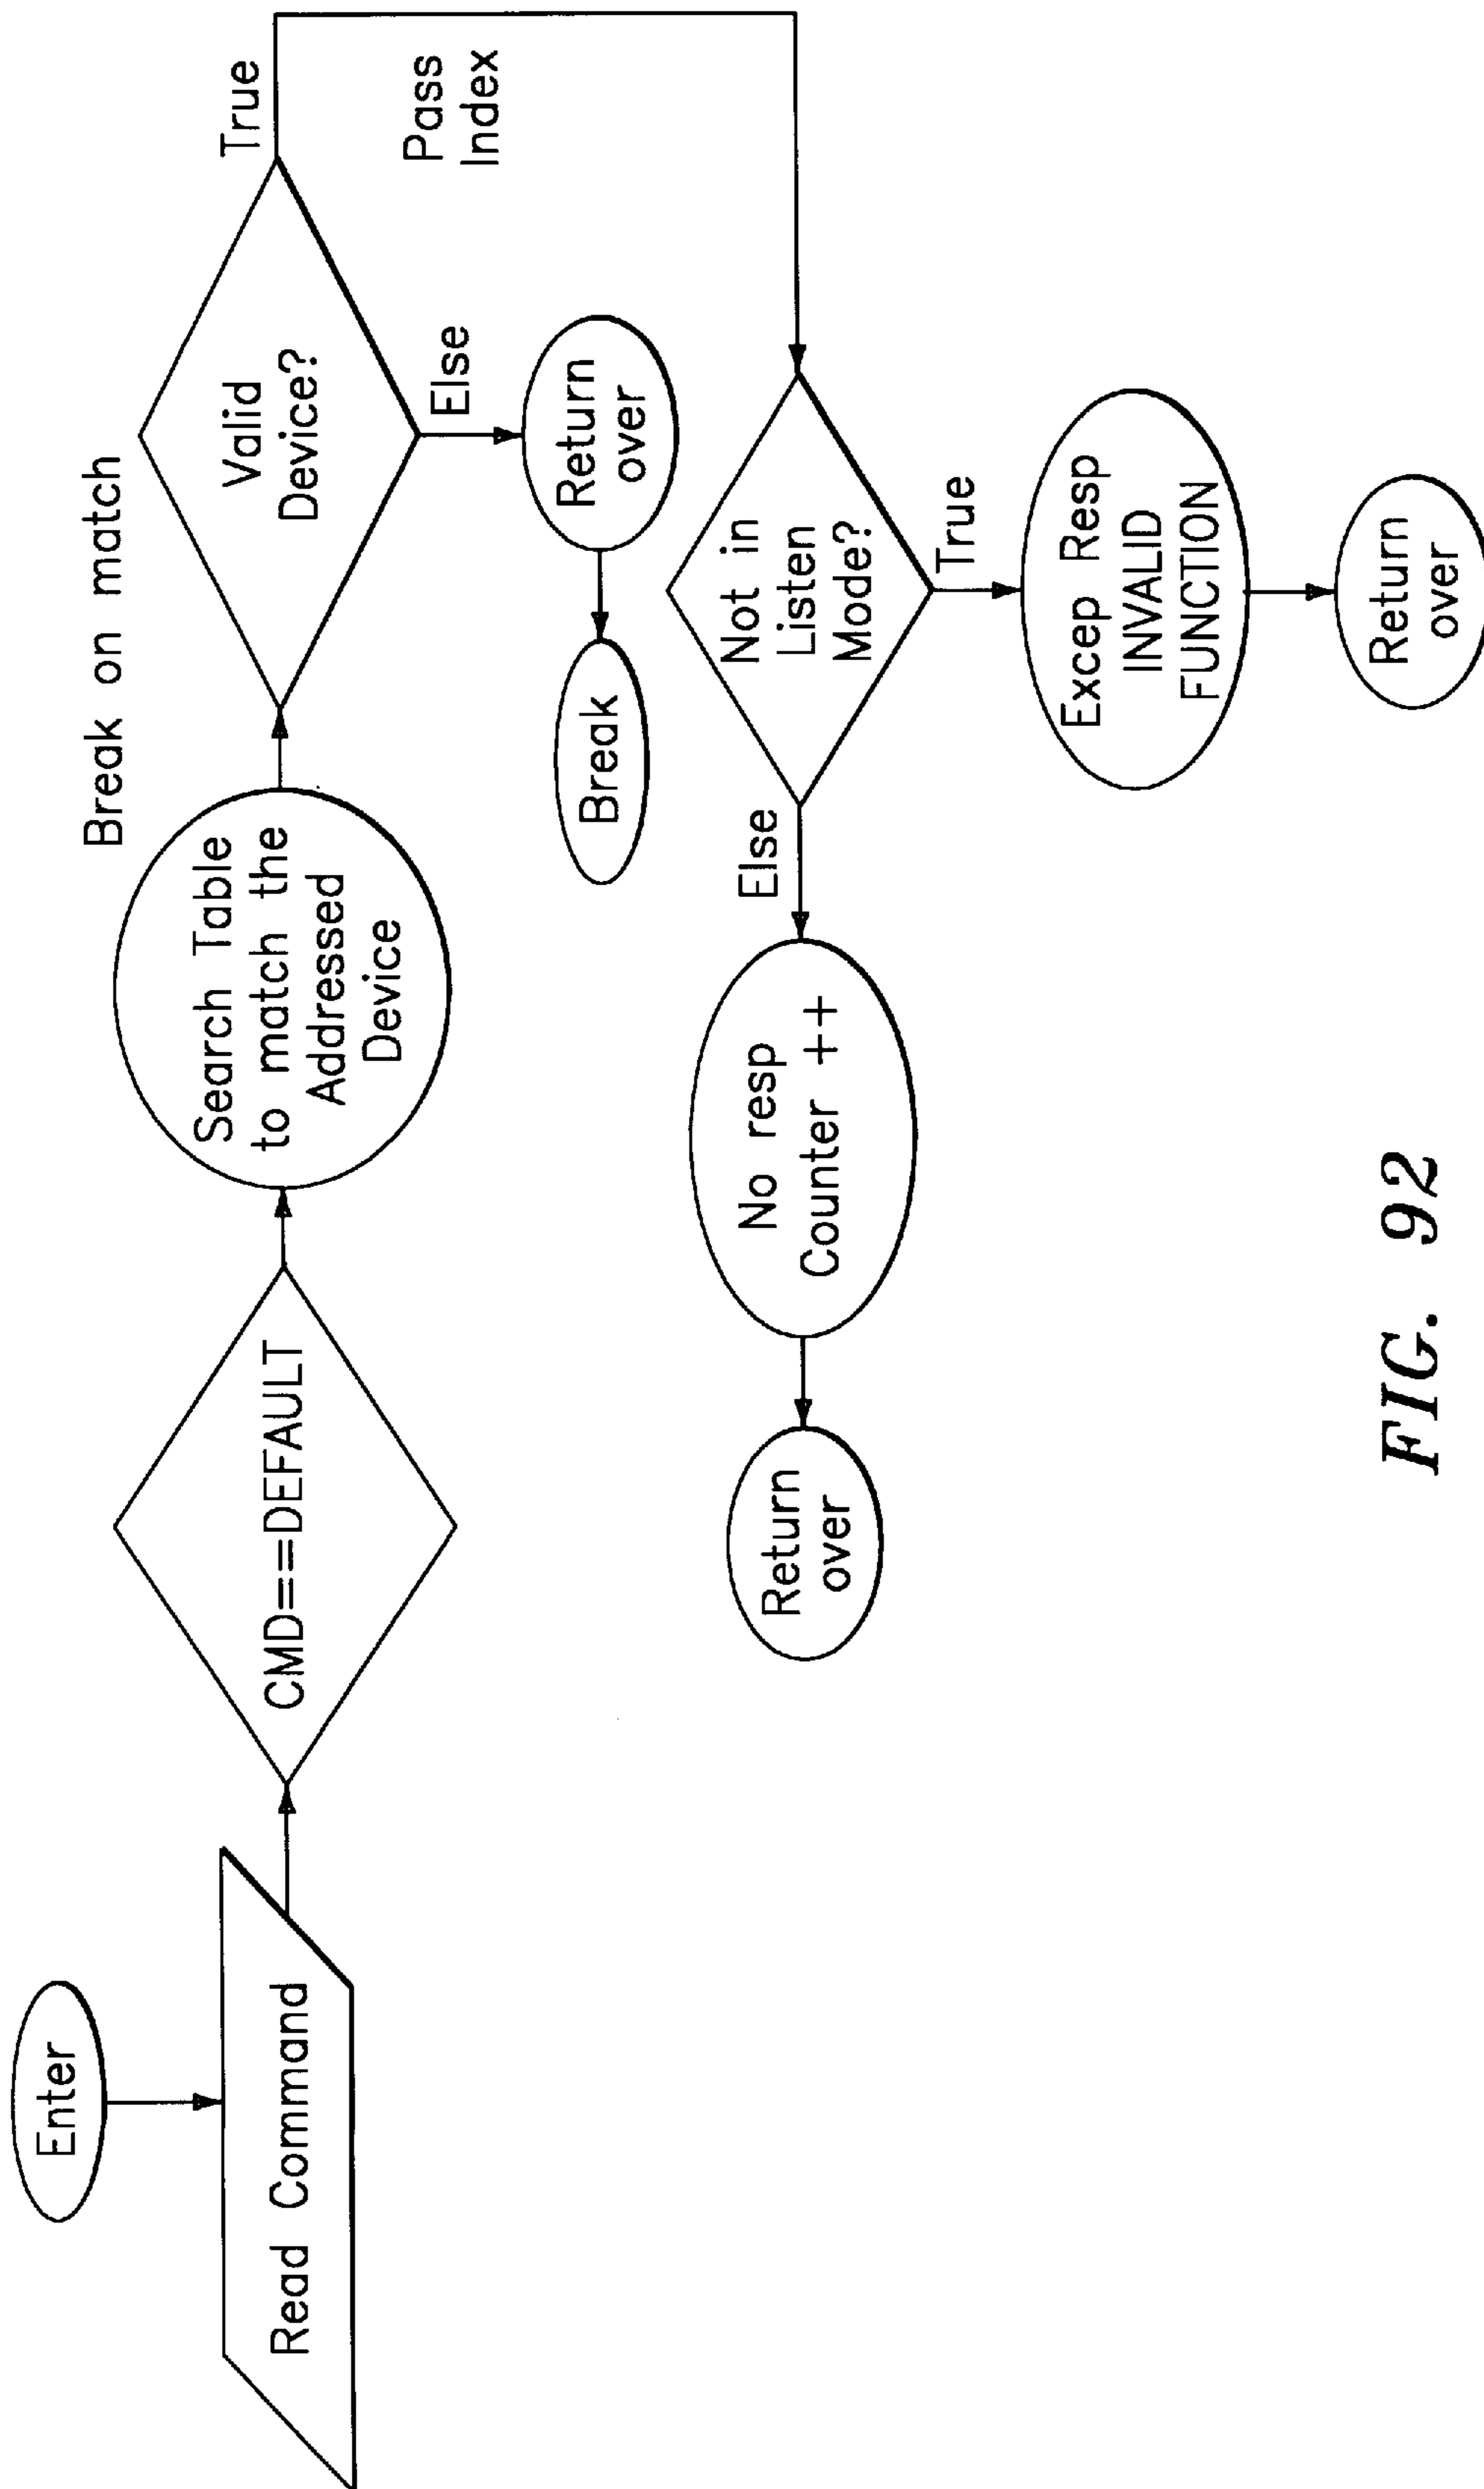 Enter
Read Command
CMD==DEFAULT
Search Table
to match the
Addressed
Device
Break on match
Valid
Device?
True
Pass
Index
Else
Return
over
Break
Not in
Listen
Mode?
Else
No resp
Counter ++
Return
over
True
Excep Resp
INVALID
FUNCTION
Return
over
FIG. 92